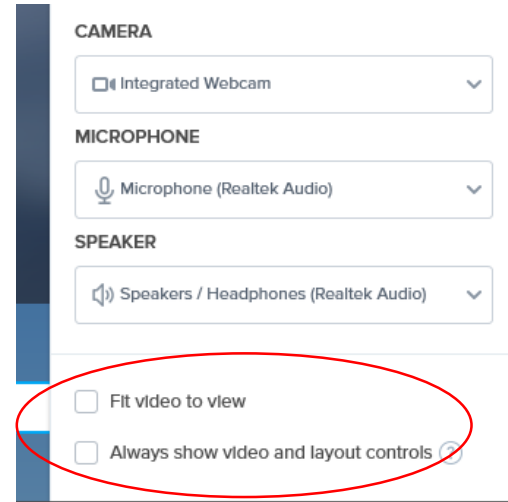 CAMERA
Integrated Webcam
MICROPHONE
Microphone (Realtek Audio)
SPEAKER
Speakers / Headphones (Realtek Audio)
Fit video to view
Always show video and layout controls ?